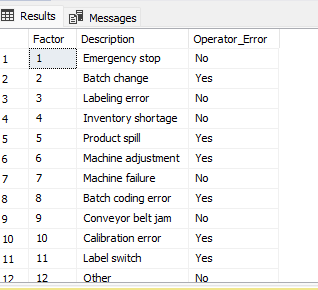 Results Messages
Factor Description Operator_Error
1 1 Emergency stop No
2 2 Batch change Yes
3 3 Labeling error No
4 4 Inventory shortage No
5 5 Product spill Yes
6 6 Machine adjustment Yes
7 7 Machine failure No
8 8 Batch coding error Yes
9 9 Conveyor belt jam No
10 10 Calibration error Yes
11 11 Label switch Yes
12 12 Other No